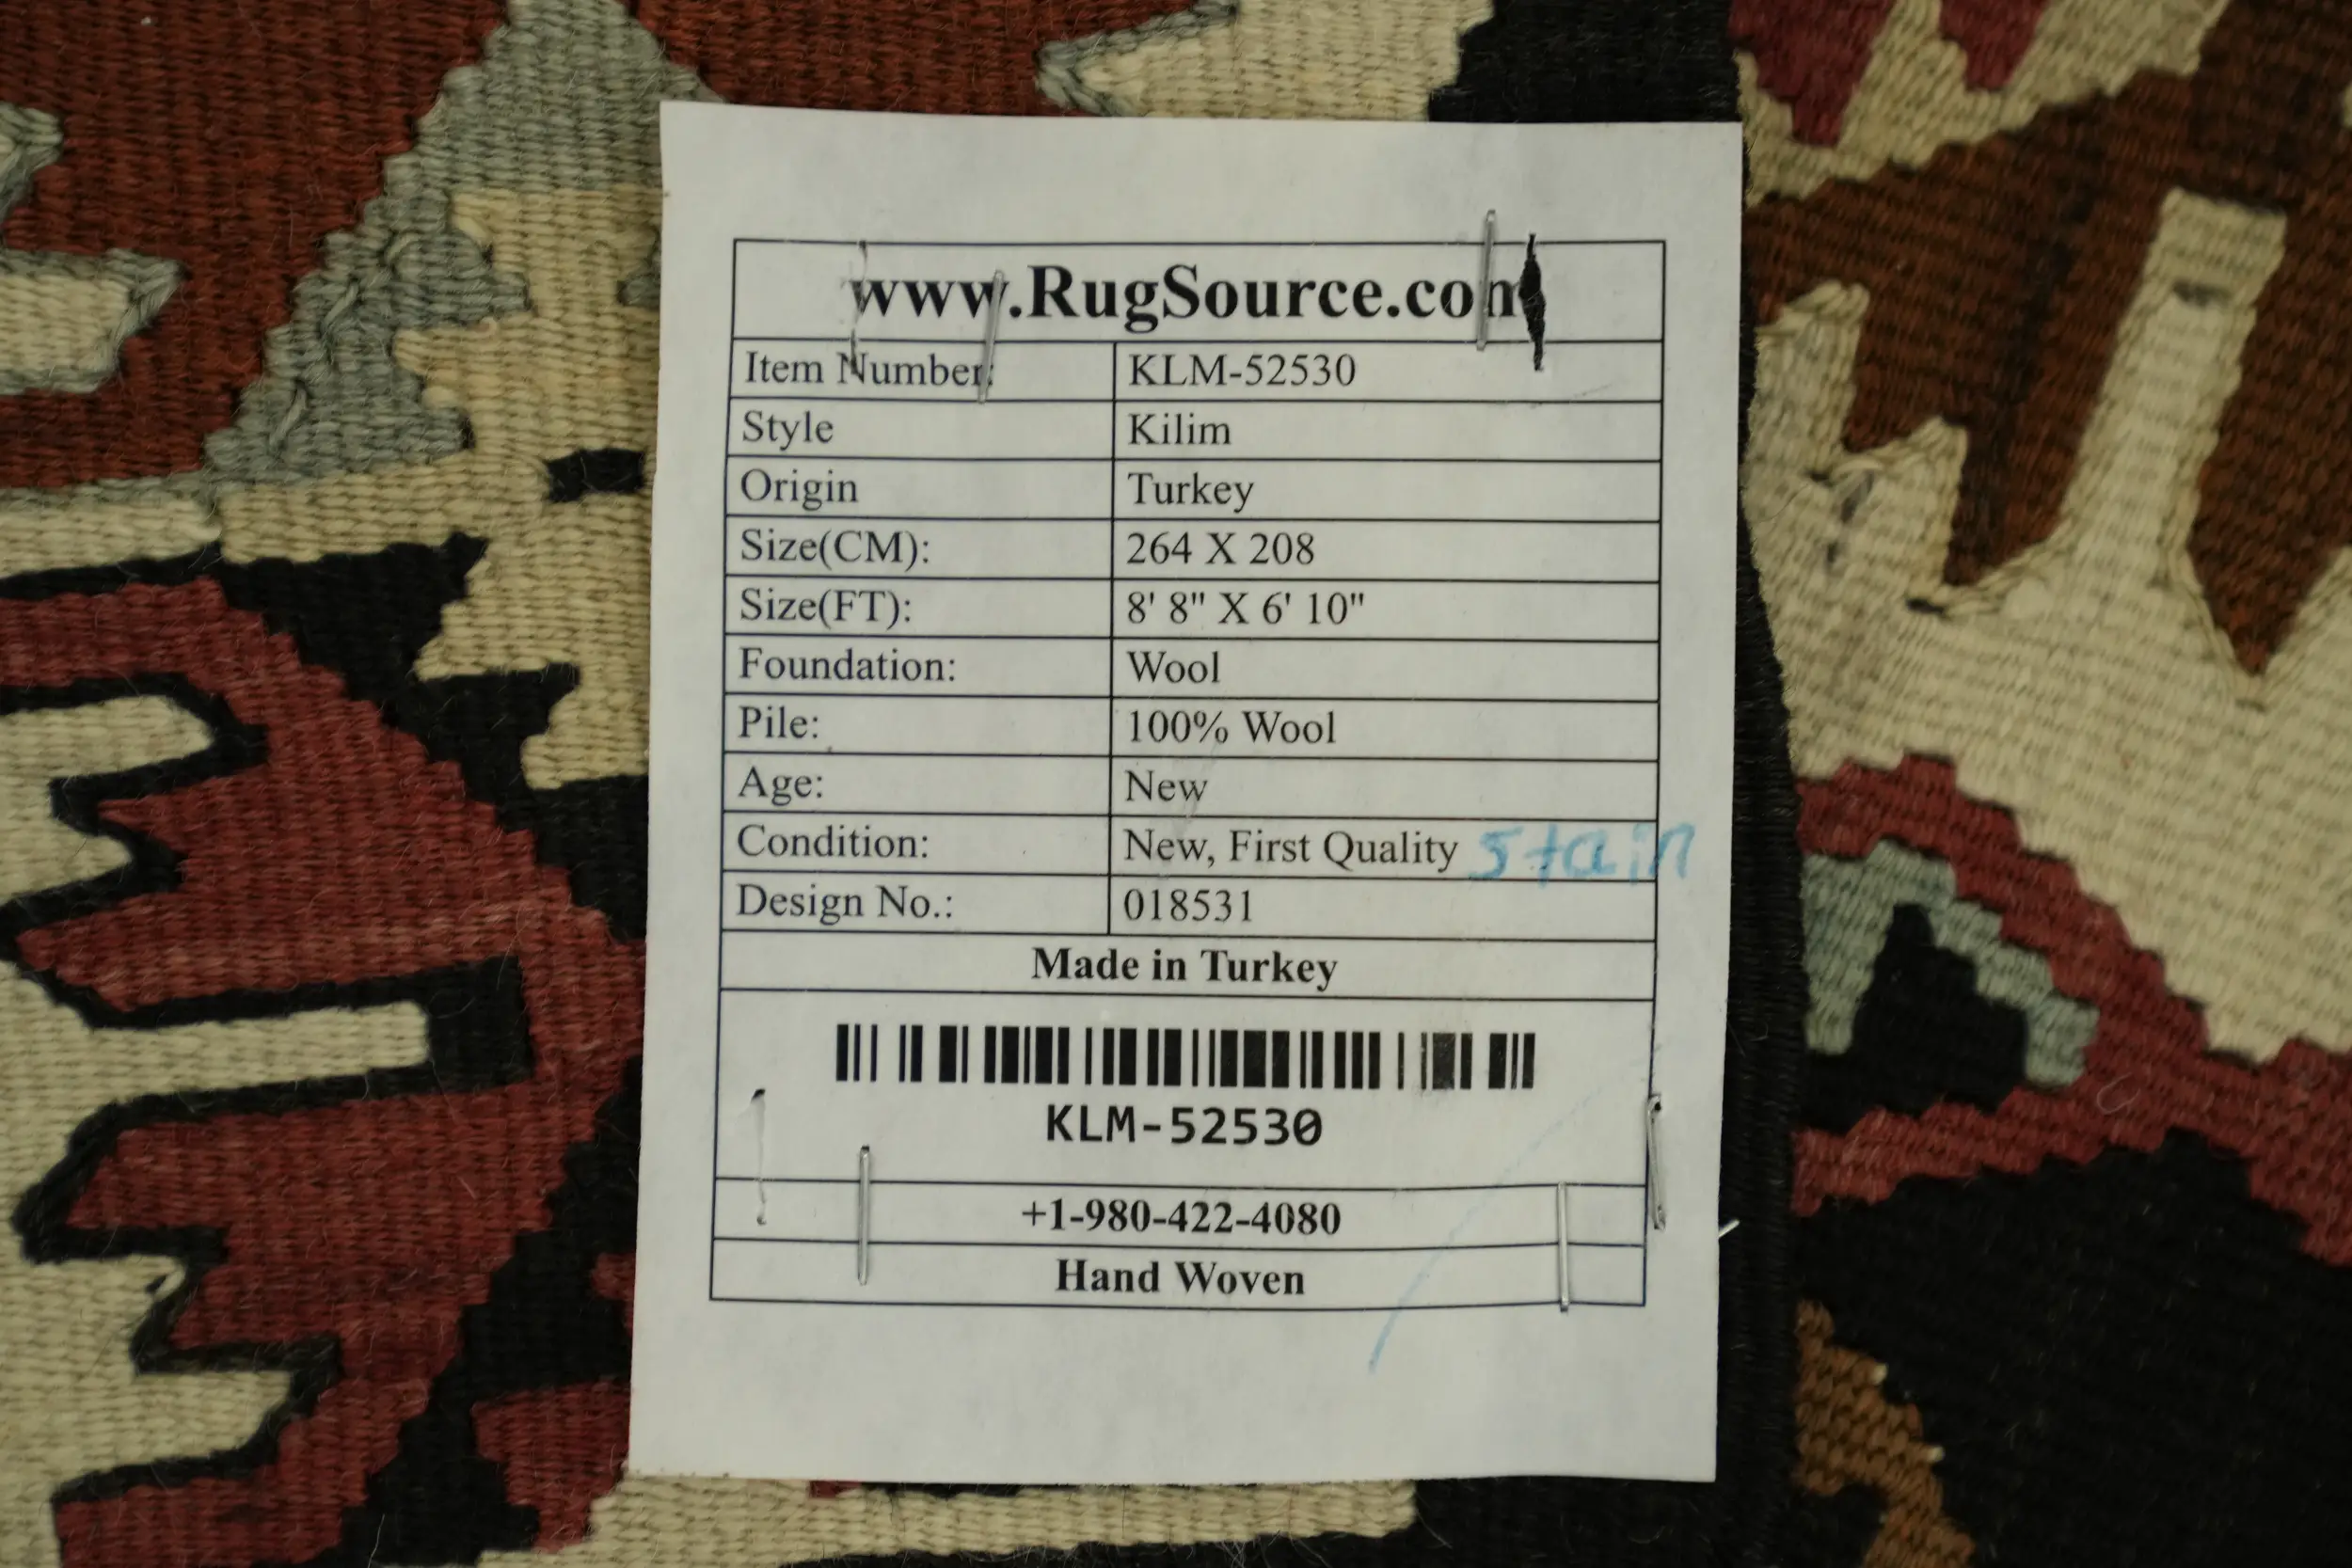 www.RugSource.com
Item Number: KLM-52530
Style Kilim
Origin Turkey
Size(CM): 264 X 208
Size(FT): 8' 8" X 6' 10"
Foundation: Wool
Pile: 100% Wool
Age: New
Condition: New, First Quality stain
Design No.: 018531
Made in Turkey
KLM-52530
+1-980-422-4080
Hand Woven